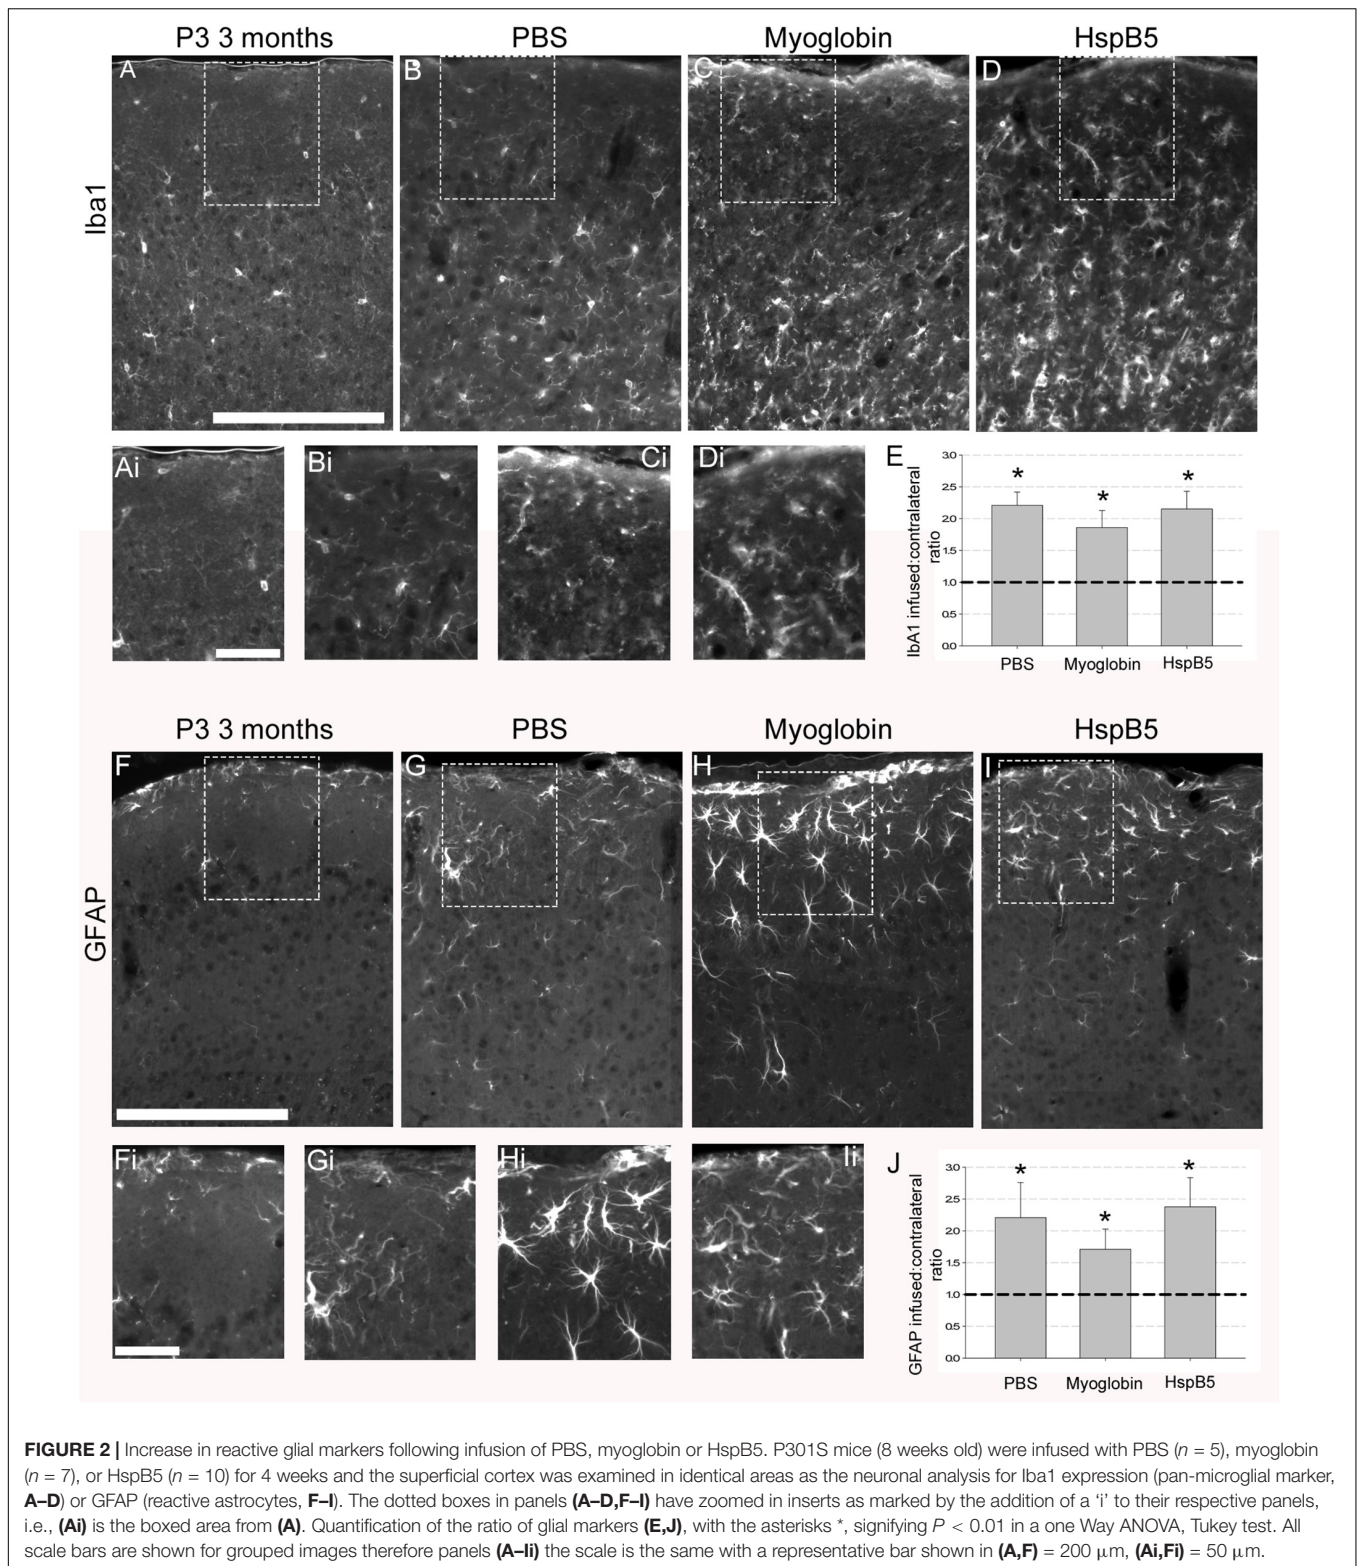 P3 3 months
PBS
Myoglobin
HspB5
A
B
C
D
Iba1
Ai
Bi
Ci
Di
E
IbA1 infused:contralateral
ratio
3.0
2.5
2.0
1.5
1.0
0.5
0.0
*
*
*
PBS
Myoglobin
HspB5
P3 3 months
PBS
Myoglobin
HspB5
F
G
H
I
GFAP
Fi
Gi
Hi
Ii
J
GFAP infused:contralateral
ratio
3.0
2.5
2.0
1.5
1.0
0.5
0.0
*
*
*
PBS
Myoglobin
HspB5
FIGURE 2 | Increase in reactive glial markers following infusion of PBS, myoglobin or HspB5. P301S mice (8 weeks old) were infused with PBS (n = 5), myoglobin
(n = 7), or HspB5 (n = 10) for 4 weeks and the superficial cortex was examined in identical areas as the neuronal analysis for Iba1 expression (pan-microglial marker,
A–D) or GFAP (reactive astrocytes, F–I). The dotted boxes in panels (A–D,F–I) have zoomed in inserts as marked by the addition of a ‘i’ to their respective panels,
i.e., (Ai) is the boxed area from (A). Quantification of the ratio of glial markers (E,J), with the asterisks *, signifying P < 0.01 in a one Way ANOVA, Tukey test. All
scale bars are shown for grouped images therefore panels (A–Ii) the scale is the same with a representative bar shown in (A,F) = 200 μm, (Ai,Fi) = 50 μm.